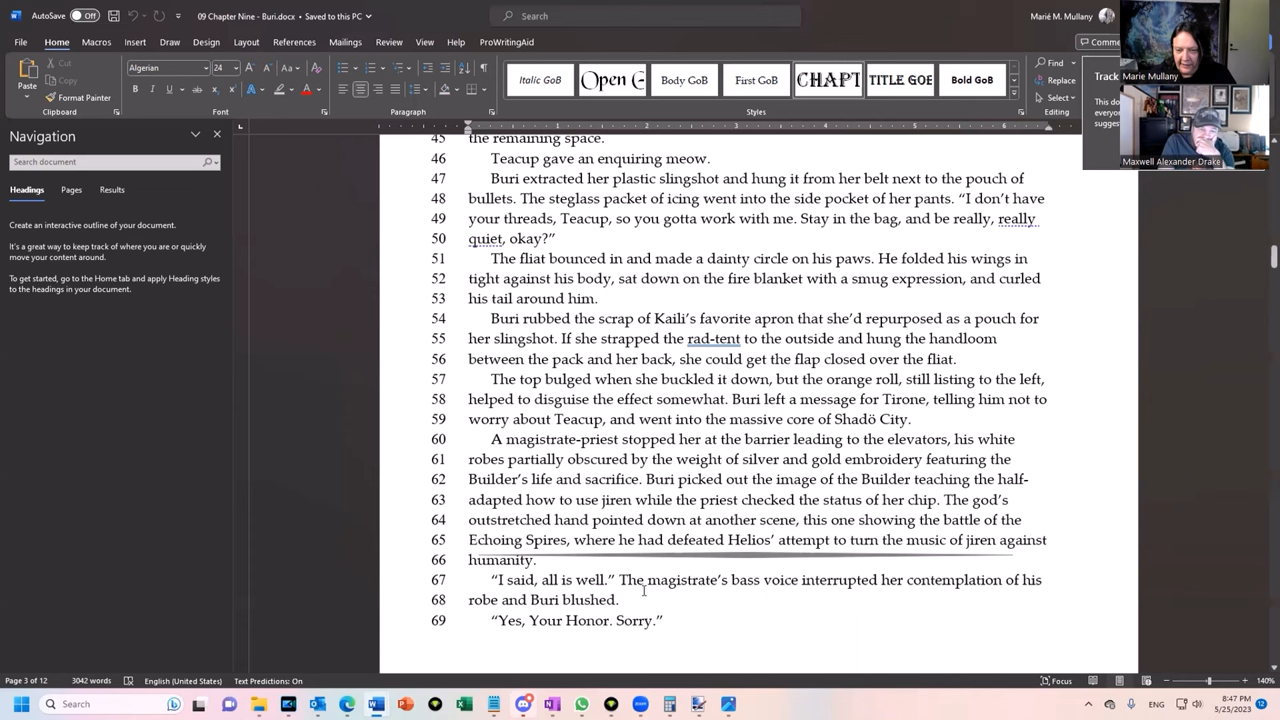 AutoSave Off 09 Chapter Nine - Buri.docx • Saved to this PC Search Marié M. Mullany
File Home Macros Insert Draw Design Layout References Mailings Review View Help ProWritingAid Comme
Paste Cut Copy Format Painter
Algerian 24
Italic GoB Open G Body GoB First GoB CHAPT TITLE GOB Bold GoB
Find Replace Select
Clipboard Font Paragraph Styles Editing
Track
This do
everyon
suggest
Marie Mullany
Maxwell Alexander Drake
Navigation
Search document
Headings Pages Results
Create an interactive outline of your document.
It's a great way to keep track of where you are or quickly
move your content around.
To get started, go to the Home tab and apply Heading styles
to the headings in your document.
1 2 3 4 5 6
45 the remaining space.
46 Teacup gave an enquiring meow.
47 Buri extracted her plastic slingshot and hung it from her belt next to the pouch of
48 bullets. The steglass packet of icing went into the side pocket of her pants. “I don’t have
49 your threads, Teacup, so you gotta work with me. Stay in the bag, and be really, really
50 quiet, okay?”
51 The fliat bounced in and made a dainty circle on his paws. He folded his wings in
52 tight against his body, sat down on the fire blanket with a smug expression, and curled
53 his tail around him.
54 Buri rubbed the scrap of Kaili’s favorite apron that she’d repurposed as a pouch for
55 her slingshot. If she strapped the rad-tent to the outside and hung the handloom
56 between the pack and her back, she could get the flap closed over the fliat.
57 The top bulged when she buckled it down, but the orange roll, still listing to the left,
58 helped to disguise the effect somewhat. Buri left a message for Tirone, telling him not to
59 worry about Teacup, and went into the massive core of Shadö City.
60 A magistrate-priest stopped her at the barrier leading to the elevators, his white
61 robes partially obscured by the weight of silver and gold embroidery featuring the
62 Builder’s life and sacrifice. Buri picked out the image of the Builder teaching the half-
63 adapted how to use jiren while the priest checked the status of her chip. The god’s
64 outstretched hand pointed down at another scene, this one showing the battle of the
65 Echoing Spires, where he had defeated Helios’ attempt to turn the music of jiren against
66 humanity.
67 “I said, all is well.” The magistrate’s bass voice interrupted her contemplation of his
68 robe and Buri blushed.
69 “Yes, Your Honor. Sorry.”
Page 3 of 12 3042 words Text Predictions: On Focus 140%
Search ENG 8:47 PM
5/25/2023 12